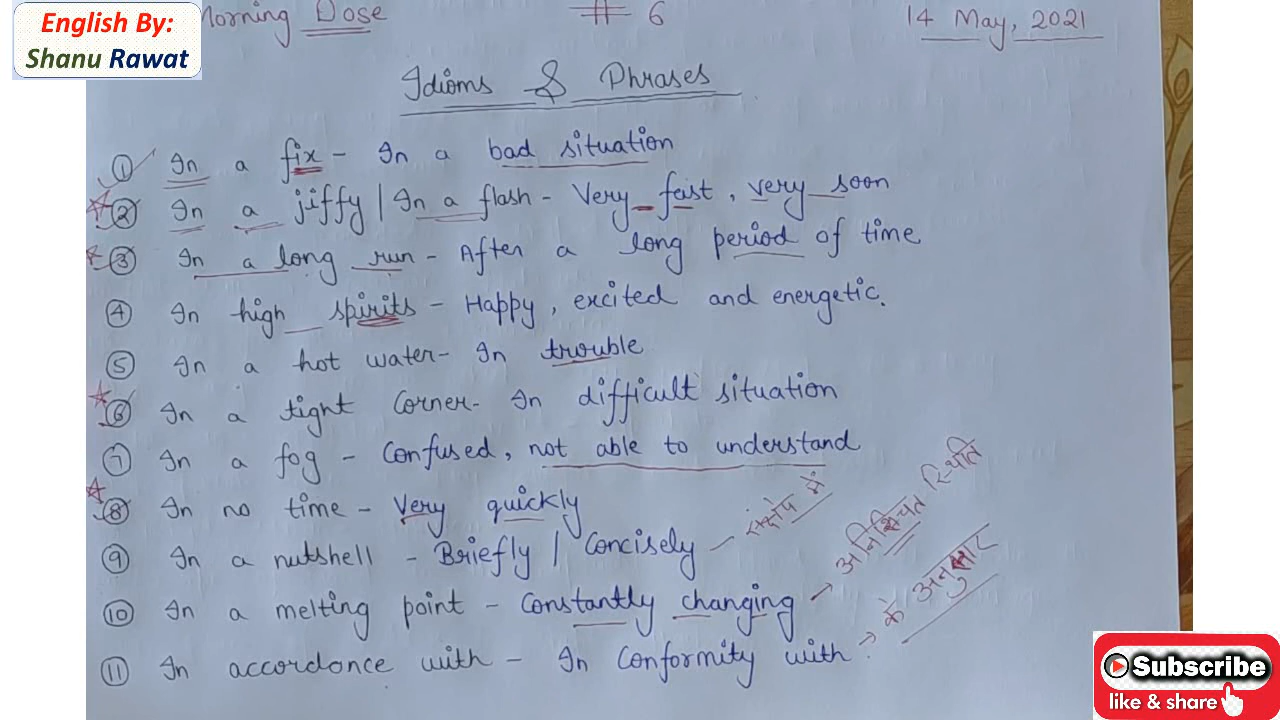 English By:
Shanu Rawat
Morning Dose # 6 14 May, 2021
Idioms & Phrases
① In a fix - In a bad situation
② In a jiffy | In a flash - Very fast, very soon
③ In a long run - After a long period of time
④ In high spirits - Happy, excited and energetic.
⑤ In a hot water - In trouble
⑥ In a tight corner - In difficult situation
⑦ In a fog - Confused, not able to understand
⑧ In no time - Very quickly
⑨ In a nutshell - Briefly | Concisely - संक्षेप में
⑩ In a melting point - Constantly changing → अनिश्चित स्थिति
⑪ In accordance with - In conformity with → के अनुसार
Subscribe
like & share